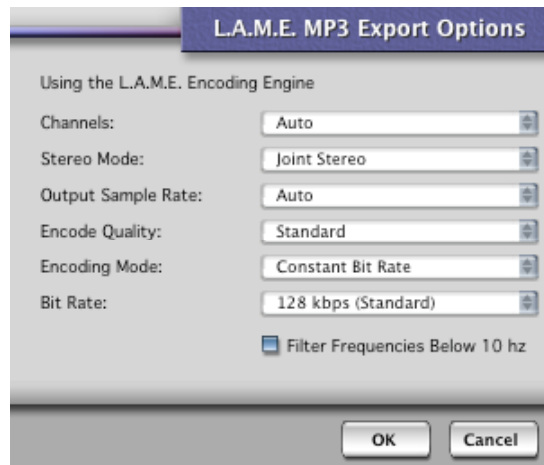 L.A.M.E. MP3 Export Options
Using the L.A.M.E. Encoding Engine
Channels: Auto
Stereo Mode: Joint Stereo
Output Sample Rate: Auto
Encode Quality: Standard
Encoding Mode: Constant Bit Rate
Bit Rate: 128 kbps (Standard)
Filter Frequencies Below 10 hz
OK Cancel